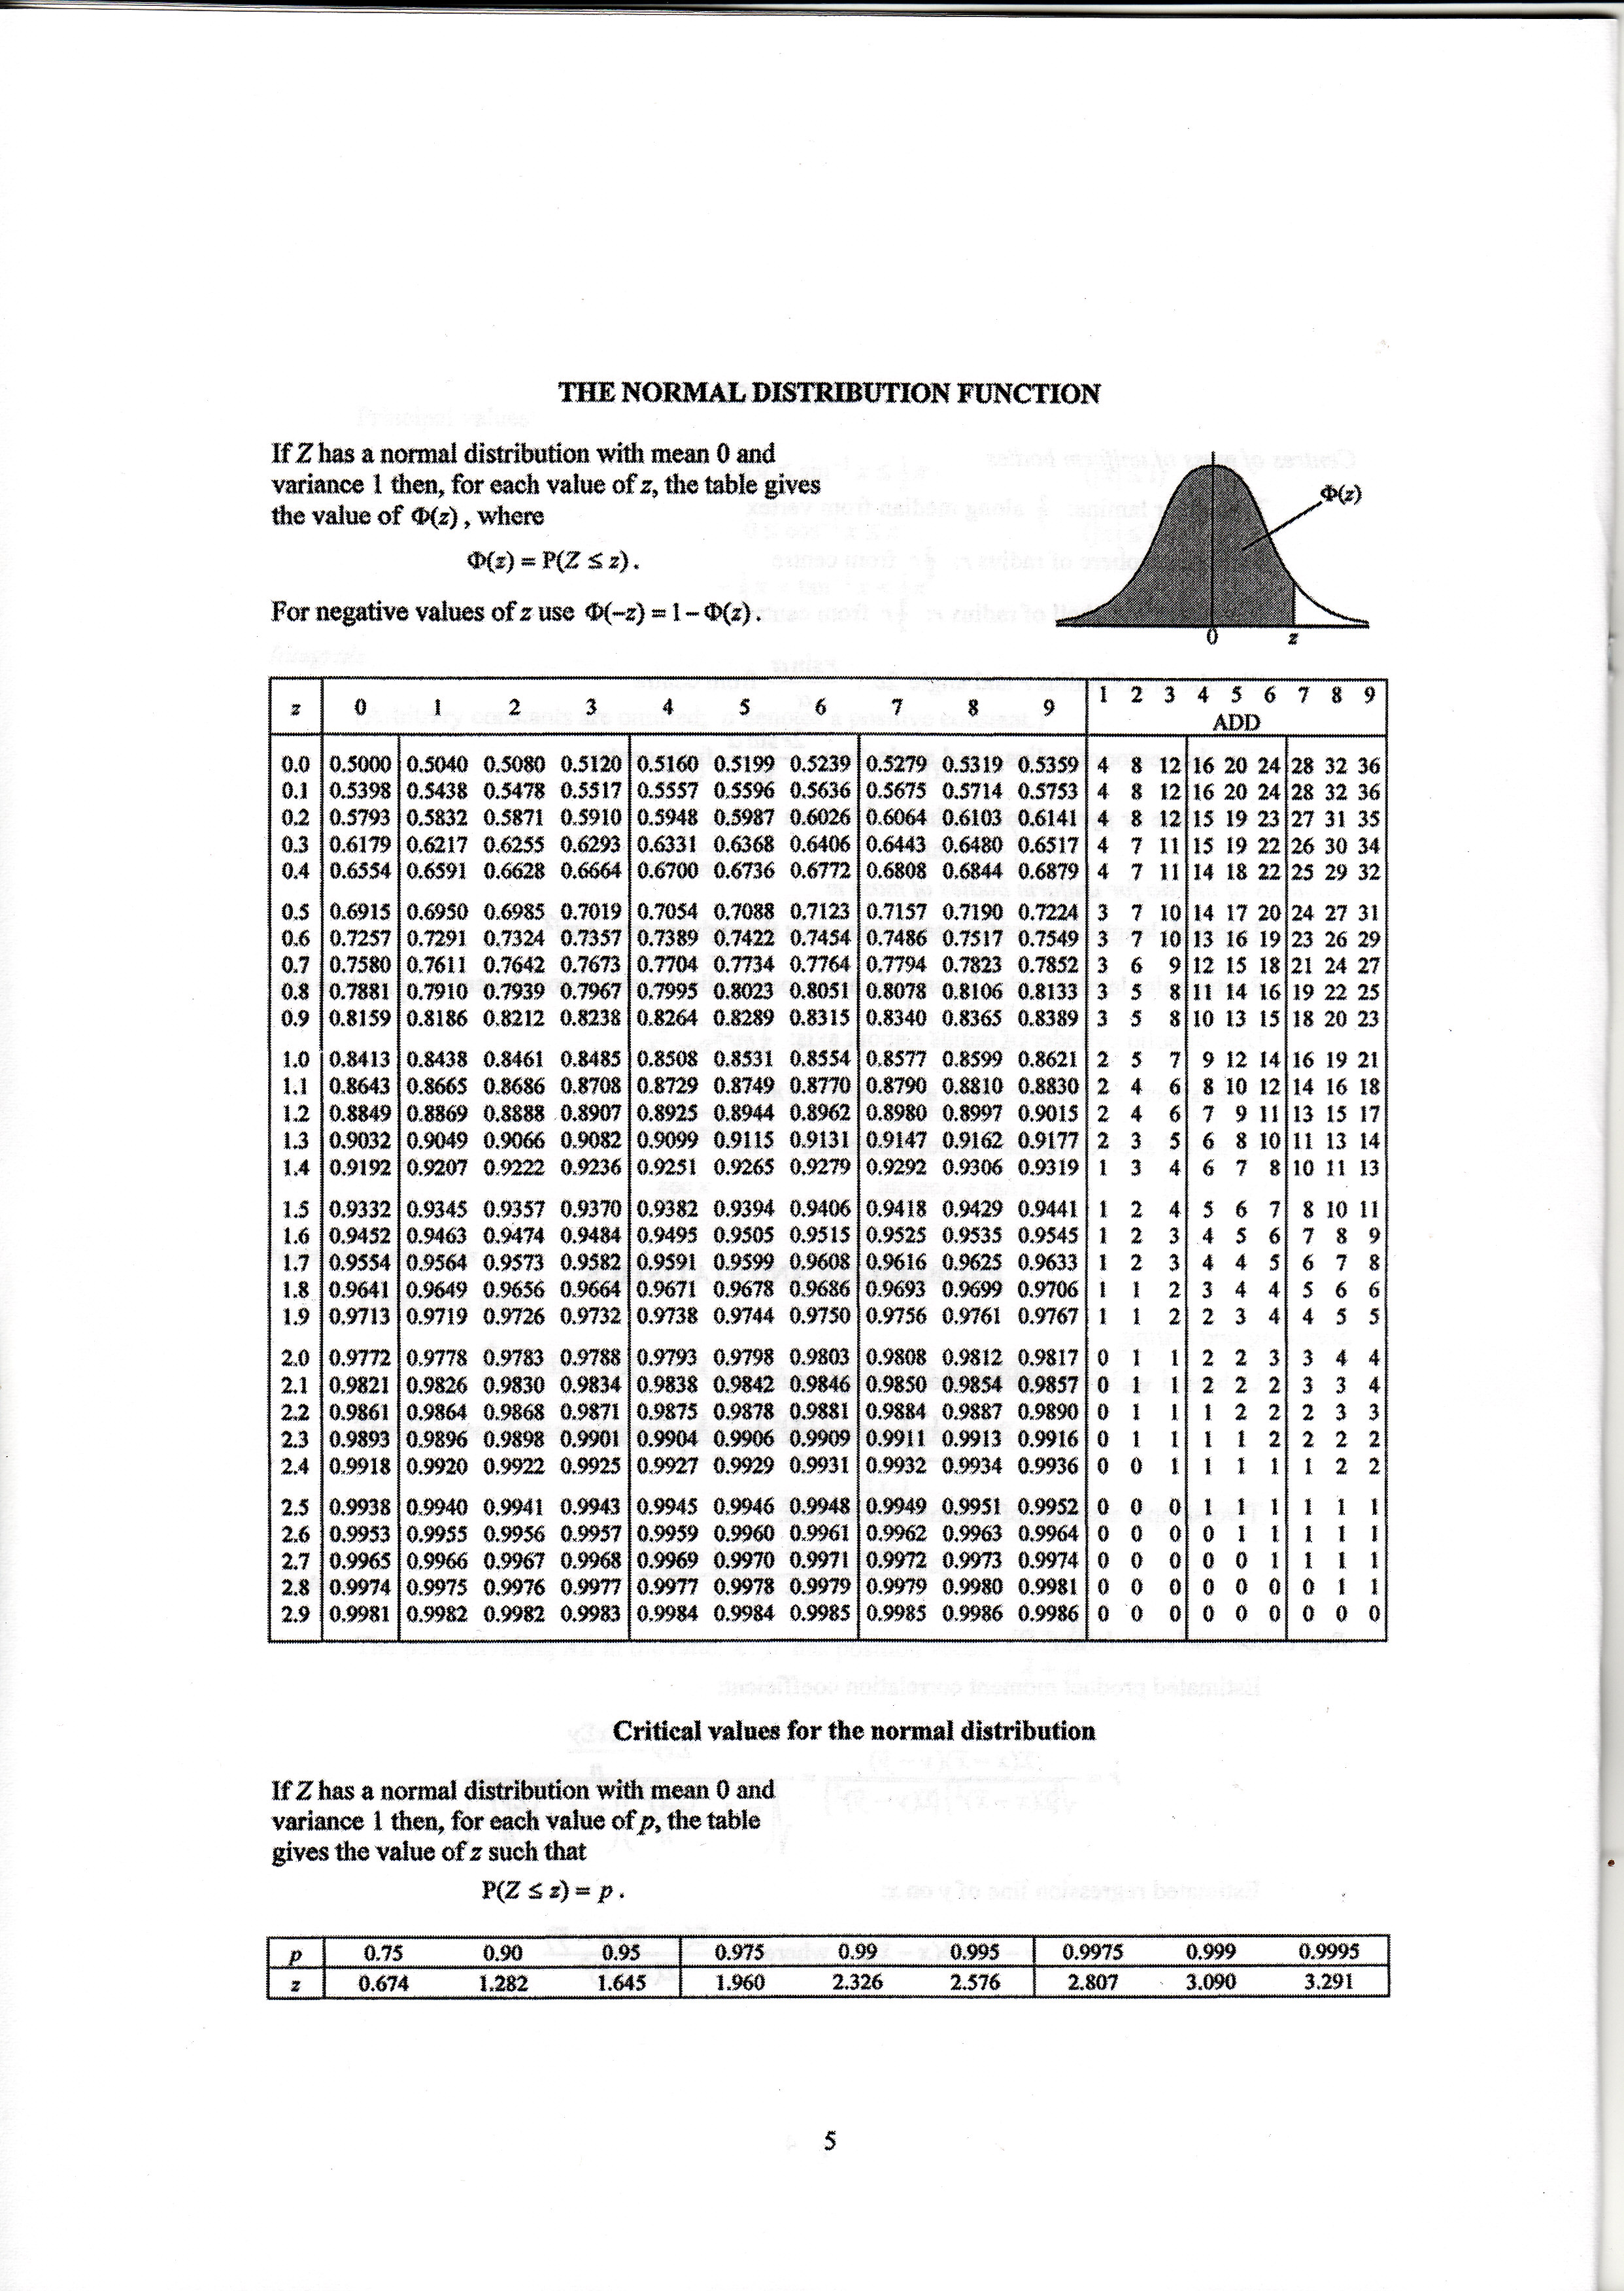 THE NORMAL DISTRIBUTION FUNCTION
If Z has a normal distribution with mean 0 and
variance 1 then, for each value of z, the table gives
the value of Φ(z), where
Φ(z) = P(Z ≤ z).
For negative values of z use Φ(−z) = 1 − Φ(z).
Φ(z)
0 z
z 0 1 2 3 4 5 6 7 8 9 1 2 3 4 5 6 7 8 9
ADD
0.0 0.5000 0.5040 0.5080 0.5120 0.5160 0.5199 0.5239 0.5279 0.5319 0.5359 4 8 12 16 20 24 28 32 36
0.1 0.5398 0.5438 0.5478 0.5517 0.5557 0.5596 0.5636 0.5675 0.5714 0.5753 4 8 12 16 20 24 28 32 36
0.2 0.5793 0.5832 0.5871 0.5910 0.5948 0.5987 0.6026 0.6064 0.6103 0.6141 4 8 12 15 19 23 27 31 35
0.3 0.6179 0.6217 0.6255 0.6293 0.6331 0.6368 0.6406 0.6443 0.6480 0.6517 4 7 11 15 19 22 26 30 34
0.4 0.6554 0.6591 0.6628 0.6664 0.6700 0.6736 0.6772 0.6808 0.6844 0.6879 4 7 11 14 18 22 25 29 32
0.5 0.6915 0.6950 0.6985 0.7019 0.7054 0.7088 0.7123 0.7157 0.7190 0.7224 3 7 10 14 17 20 24 27 31
0.6 0.7257 0.7291 0.7324 0.7357 0.7389 0.7422 0.7454 0.7486 0.7517 0.7549 3 7 10 13 16 19 23 26 29
0.7 0.7580 0.7611 0.7642 0.7673 0.7704 0.7734 0.7764 0.7794 0.7823 0.7852 3 6 9 12 15 18 21 24 27
0.8 0.7881 0.7910 0.7939 0.7967 0.7995 0.8023 0.8051 0.8078 0.8106 0.8133 3 5 8 11 14 16 19 22 25
0.9 0.8159 0.8186 0.8212 0.8238 0.8264 0.8289 0.8315 0.8340 0.8365 0.8389 3 5 8 10 13 15 18 20 23
1.0 0.8413 0.8438 0.8461 0.8485 0.8508 0.8531 0.8554 0.8577 0.8599 0.8621 2 5 7 9 12 14 16 19 21
1.1 0.8643 0.8665 0.8686 0.8708 0.8729 0.8749 0.8770 0.8790 0.8810 0.8830 2 4 6 8 10 12 14 16 18
1.2 0.8849 0.8869 0.8888 0.8907 0.8925 0.8944 0.8962 0.8980 0.8997 0.9015 2 4 6 7 9 11 13 15 17
1.3 0.9032 0.9049 0.9066 0.9082 0.9099 0.9115 0.9131 0.9147 0.9162 0.9177 2 3 5 6 8 10 11 13 14
1.4 0.9192 0.9207 0.9222 0.9236 0.9251 0.9265 0.9279 0.9292 0.9306 0.9319 1 3 4 6 7 8 10 11 13
1.5 0.9332 0.9345 0.9357 0.9370 0.9382 0.9394 0.9406 0.9418 0.9429 0.9441 1 2 4 5 6 7 8 10 11
1.6 0.9452 0.9463 0.9474 0.9484 0.9495 0.9505 0.9515 0.9525 0.9535 0.9545 1 2 3 4 5 6 7 8 9
1.7 0.9554 0.9564 0.9573 0.9582 0.9591 0.9599 0.9608 0.9616 0.9625 0.9633 1 2 3 4 4 5 6 7 8
1.8 0.9641 0.9649 0.9656 0.9664 0.9671 0.9678 0.9686 0.9693 0.9699 0.9706 1 1 2 3 4 4 5 6 6
1.9 0.9713 0.9719 0.9726 0.9732 0.9738 0.9744 0.9750 0.9756 0.9761 0.9767 1 1 2 2 3 4 4 5 5
2.0 0.9772 0.9778 0.9783 0.9788 0.9793 0.9798 0.9803 0.9808 0.9812 0.9817 0 1 1 2 2 3 3 4 4
2.1 0.9821 0.9826 0.9830 0.9834 0.9838 0.9842 0.9846 0.9850 0.9854 0.9857 0 1 1 2 2 2 3 3 4
2.2 0.9861 0.9864 0.9868 0.9871 0.9875 0.9878 0.9881 0.9884 0.9887 0.9890 0 1 1 1 2 2 2 3 3
2.3 0.9893 0.9896 0.9898 0.9901 0.9904 0.9906 0.9909 0.9911 0.9913 0.9916 0 1 1 1 1 2 2 2 2
2.4 0.9918 0.9920 0.9922 0.9925 0.9927 0.9929 0.9931 0.9932 0.9934 0.9936 0 0 1 1 1 1 1 2 2
2.5 0.9938 0.9940 0.9941 0.9943 0.9945 0.9946 0.9948 0.9949 0.9951 0.9952 0 0 0 1 1 1 1 1 1
2.6 0.9953 0.9955 0.9956 0.9957 0.9959 0.9960 0.9961 0.9962 0.9963 0.9964 0 0 0 0 1 1 1 1 1
2.7 0.9965 0.9966 0.9967 0.9968 0.9969 0.9970 0.9971 0.9972 0.9973 0.9974 0 0 0 0 0 1 1 1 1
2.8 0.9974 0.9975 0.9976 0.9977 0.9977 0.9978 0.9979 0.9979 0.9980 0.9981 0 0 0 0 0 0 0 1 1
2.9 0.9981 0.9982 0.9982 0.9983 0.9984 0.9984 0.9985 0.9985 0.9986 0.9986 0 0 0 0 0 0 0 0 0
Critical values for the normal distribution
If Z has a normal distribution with mean 0 and
variance 1 then, for each value of p, the table
gives the value of z such that
P(Z ≤ z) = p.
p 0.75 0.90 0.95 0.975 0.99 0.995 0.9975 0.999 0.9995
z 0.674 1.282 1.645 1.960 2.326 2.576 2.807 3.090 3.291
5